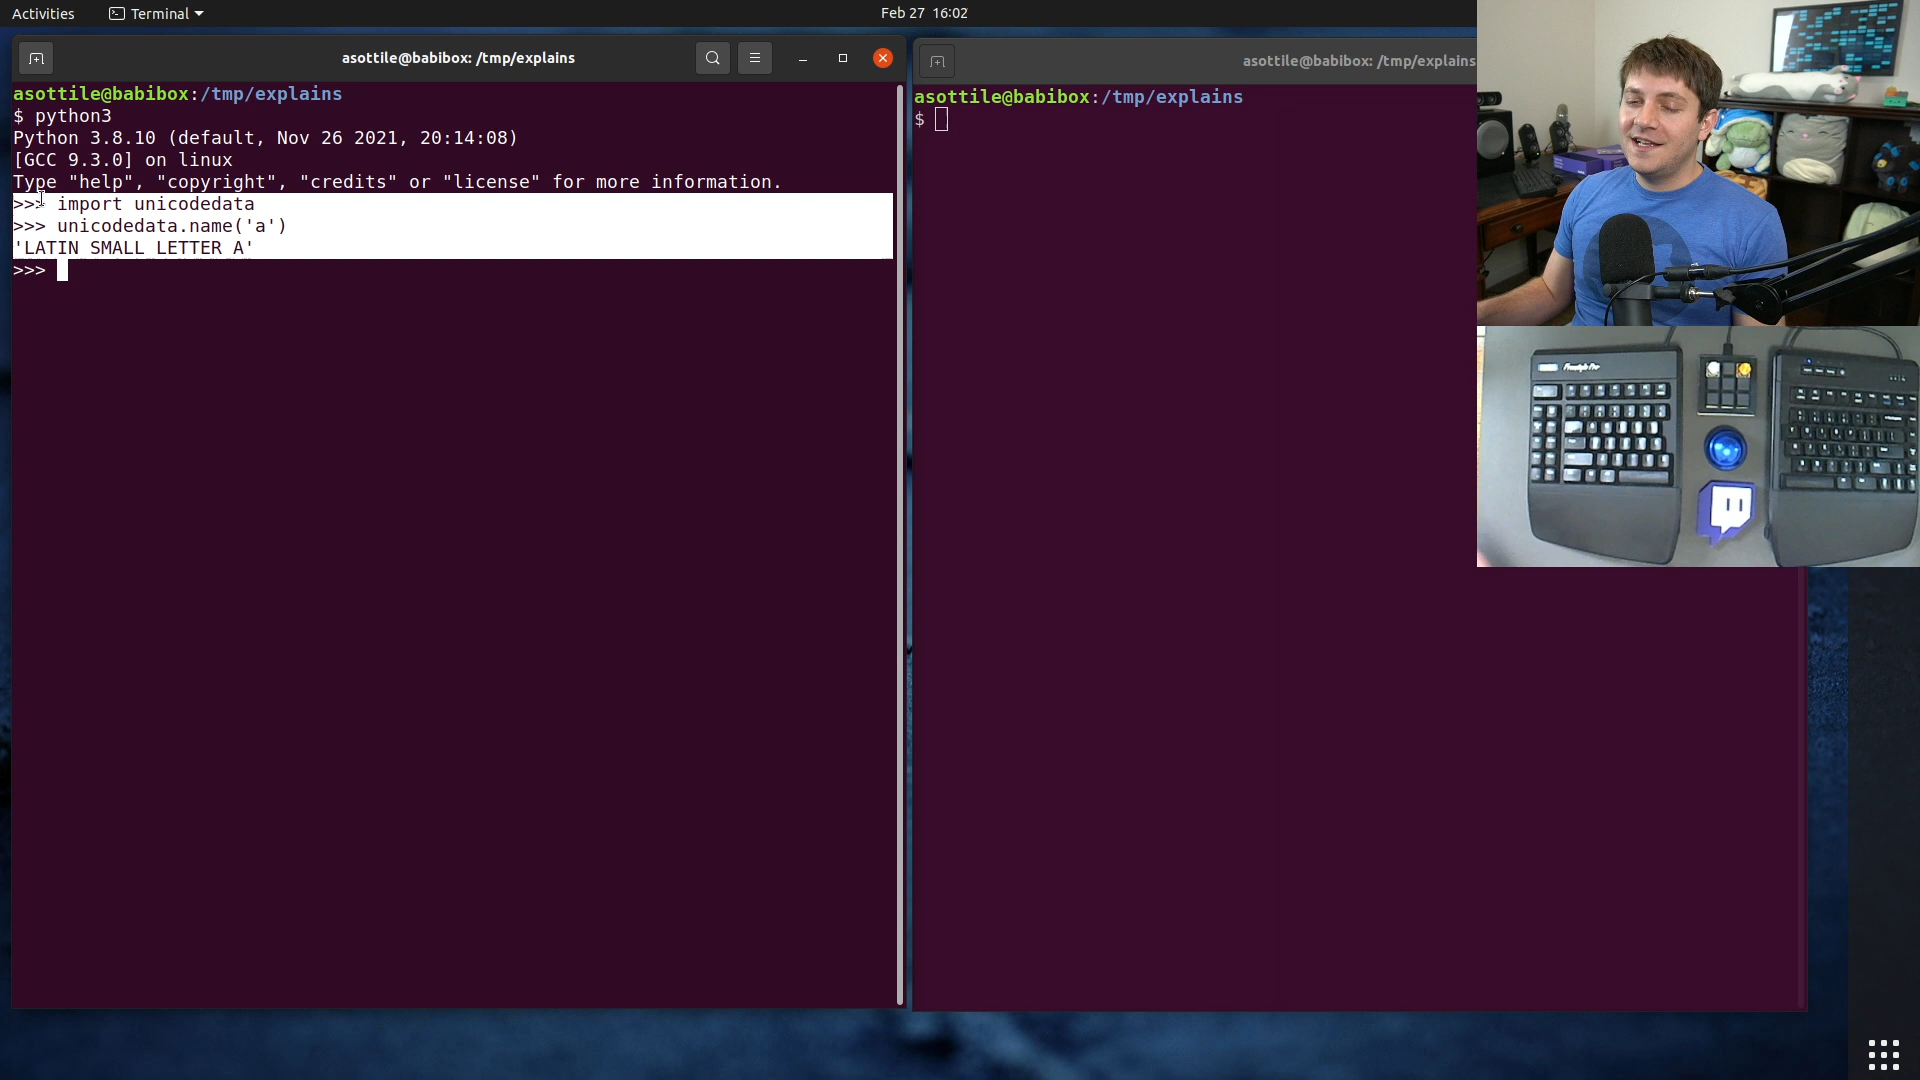 Activities
Terminal
Feb 27 16:02
asottile@babibox: /tmp/explains
asottile@babibox:/tmp/explains
$ python3
Python 3.8.10 (default, Nov 26 2021, 20:14:08)
[GCC 9.3.0] on linux
Type "help", "copyright", "credits" or "license" for more information.
>>> import unicodedata
>>> unicodedata.name('a')
'LATIN SMALL LETTER A'
>>>
asottile@babibox: /tmp/explains
asottile@babibox:/tmp/explains
$
Freestyle Pro